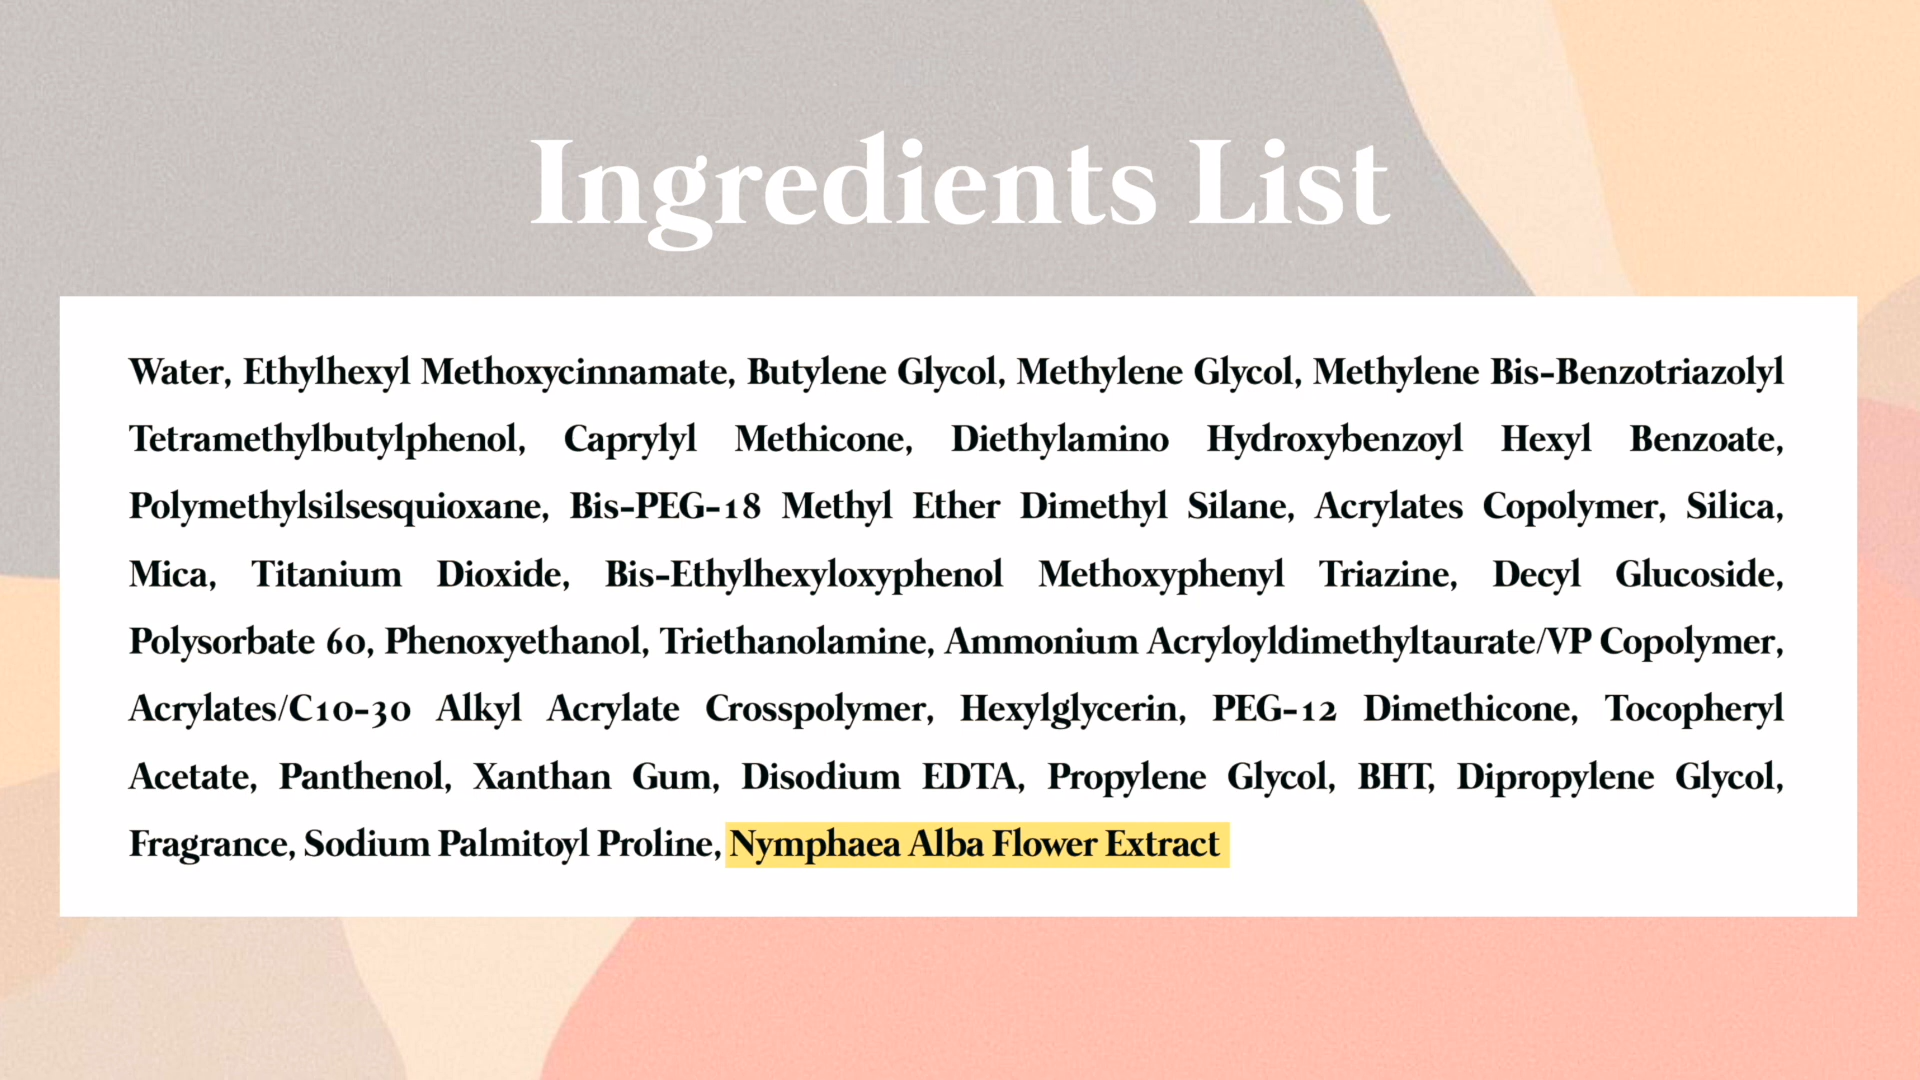 Ingredients List
Water, Ethylhexyl Methoxycinnamate, Butylene Glycol, Methylene Glycol, Methylene Bis-Benzotriazolyl
Tetramethylbutylphenol, Caprylyl Methicone, Diethylamino Hydroxybenzoyl Hexyl Benzoate,
Polymethylsilsesquioxane, Bis-PEG-18 Methyl Ether Dimethyl Silane, Acrylates Copolymer, Silica,
Mica, Titanium Dioxide, Bis-Ethylhexyloxyphenol Methoxyphenyl Triazine, Decyl Glucoside,
Polysorbate 60, Phenoxyethanol, Triethanolamine, Ammonium Acryloyldimethyltaurate/VP Copolymer,
Acrylates/C10-30 Alkyl Acrylate Crosspolymer, Hexylglycerin, PEG-12 Dimethicone, Tocopheryl
Acetate, Panthenol, Xanthan Gum, Disodium EDTA, Propylene Glycol, BHT, Dipropylene Glycol,
Fragrance, Sodium Palmitoyl Proline, Nymphaea Alba Flower Extract